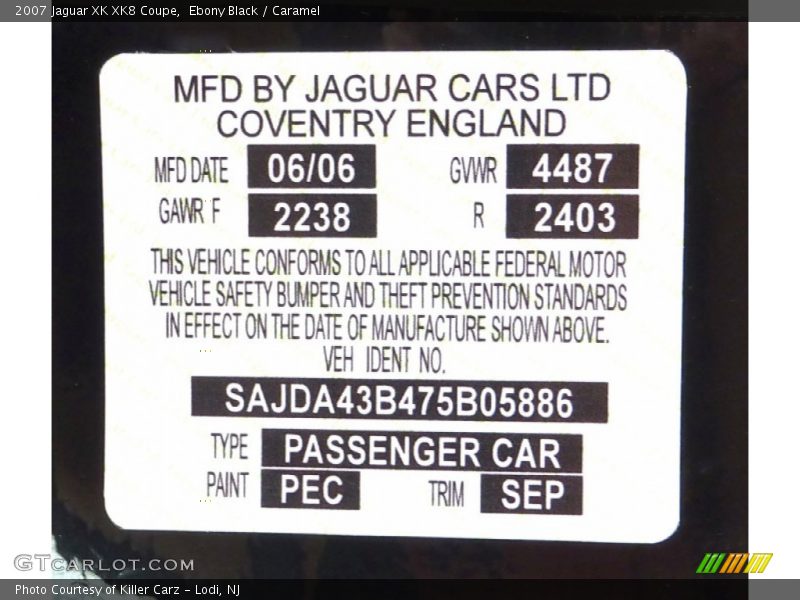 2007 Jaguar XK XK8 Coupe,  Ebony Black / Caramel
MFD BY JAGUAR CARS LTD
COVENTRY ENGLAND
MFD DATE 06/06 GVWR 4487
GAWR F 2238 R 2403
THIS VEHICLE CONFORMS TO ALL APPLICABLE FEDERAL MOTOR
VEHICLE SAFETY BUMPER AND THEFT PREVENTION STANDARDS
IN EFFECT ON THE DATE OF MANUFACTURE SHOWN ABOVE.
VEH IDENT NO.
SAJDA43B475B05886
TYPE PASSENGER CAR
PAINT PEC TRIM SEP
GTCARLOT.COM
Photo Courtesy of Killer Carz - Lodi, NJ